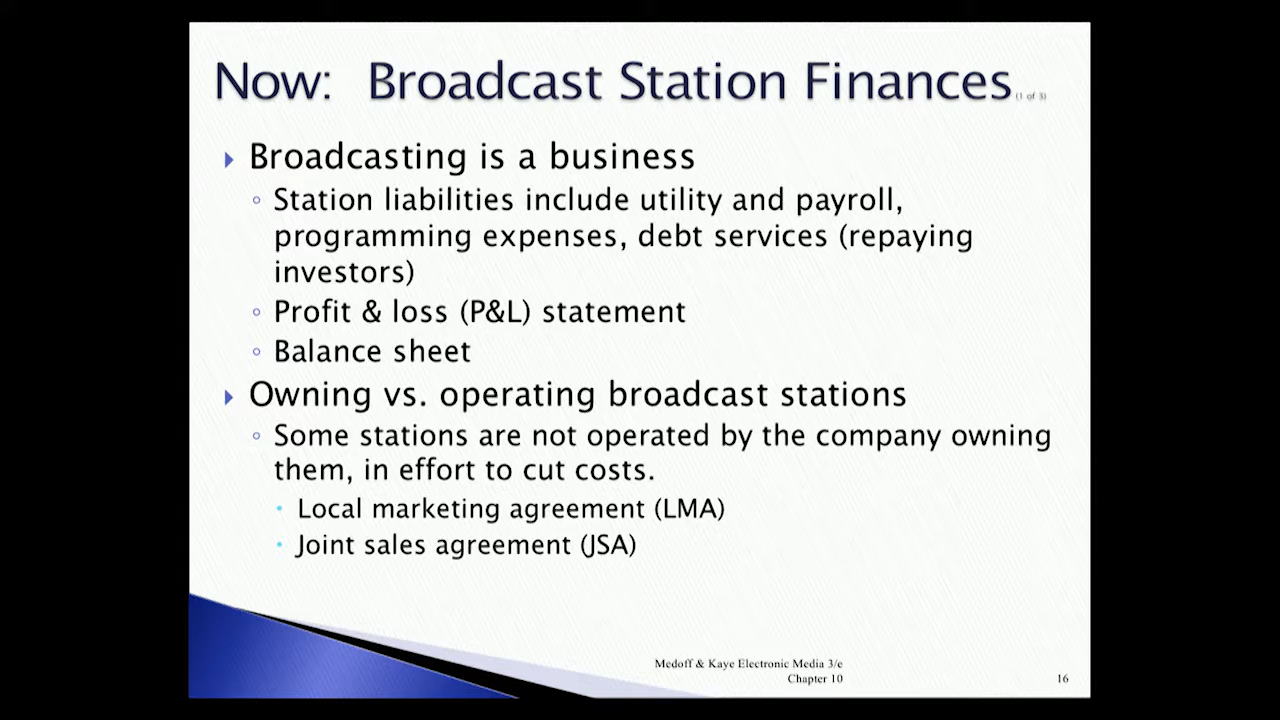 Now: Broadcast Station Finances (1 of 3)
Broadcasting is a business
Station liabilities include utility and payroll,
programming expenses, debt services (repaying
investors)
Profit & loss (P&L) statement
Balance sheet
Owning vs. operating broadcast stations
Some stations are not operated by the company owning
them, in effort to cut costs.
Local marketing agreement (LMA)
Joint sales agreement (JSA)
Medoff & Kaye Electronic Media 3/e
Chapter 10
16